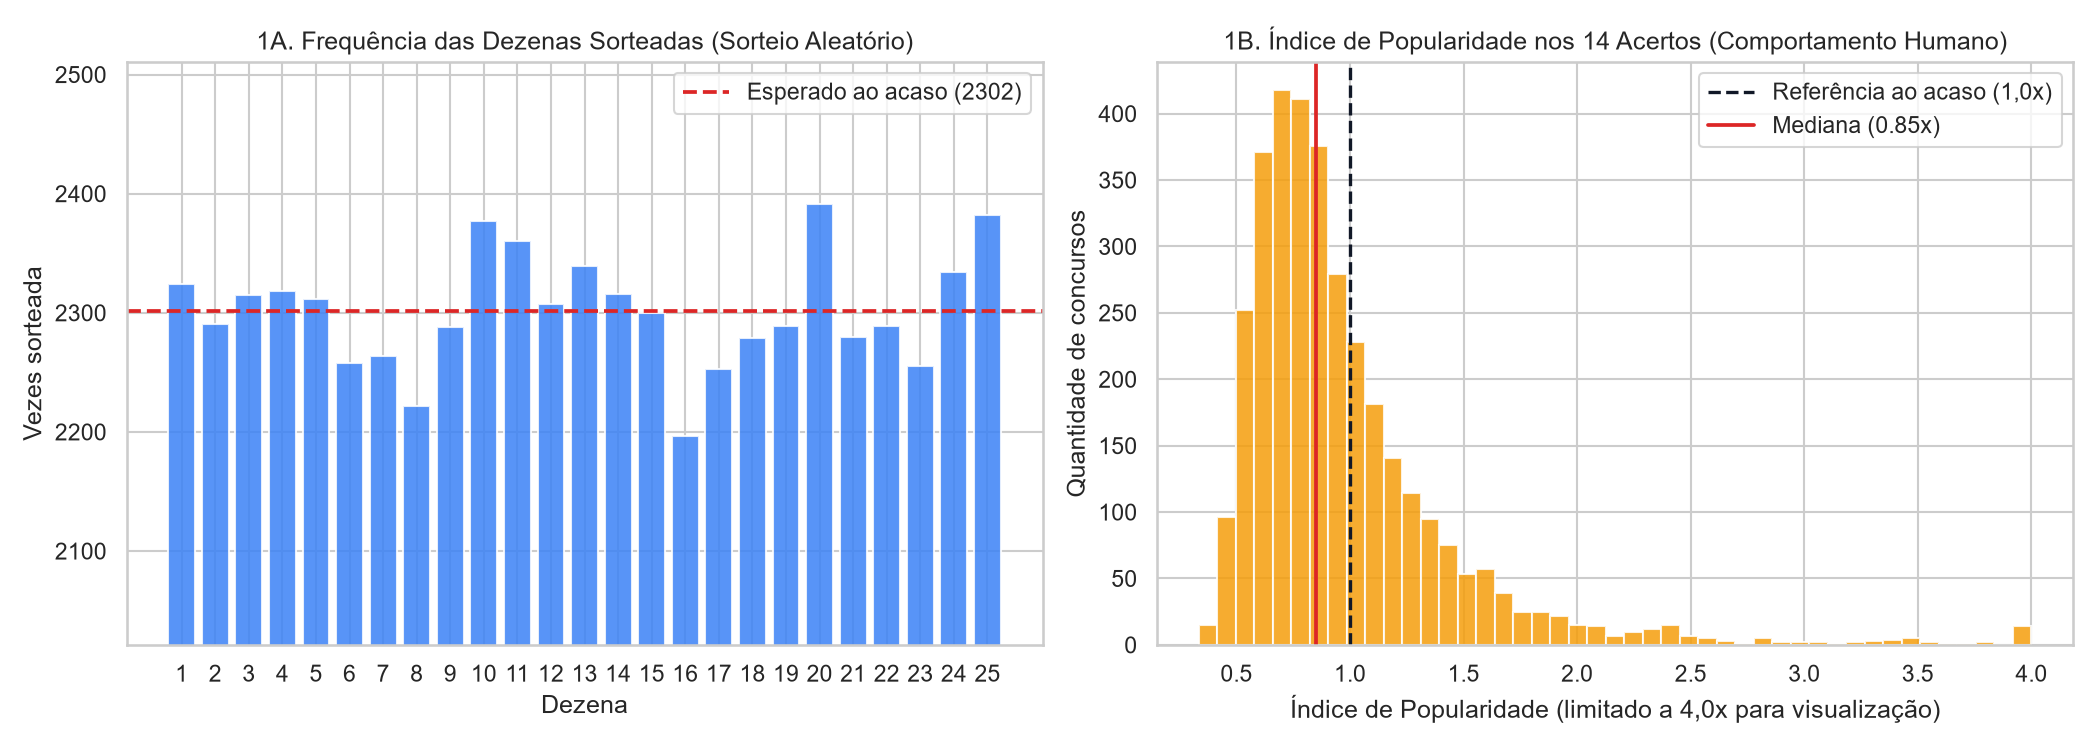 1A. Frequência das Dezenas Sorteadas (Sorteio Aleatório)
Esperado ao acaso (2302)
2500
2400
2300
2200
2100
Vezes sorteada
1 2 3 4 5 6 7 8 9 10 11 12 13 14 15 16 17 18 19 20 21 22 23 24 25
Dezena
1B. Índice de Popularidade nos 14 Acertos (Comportamento Humano)
Referência ao acaso (1,0x)
Mediana (0.85x)
400
350
300
250
200
150
100
50
0
Quantidade de concursos
0.5 1.0 1.5 2.0 2.5 3.0 3.5 4.0
Índice de Popularidade (limitado a 4,0x para visualização)